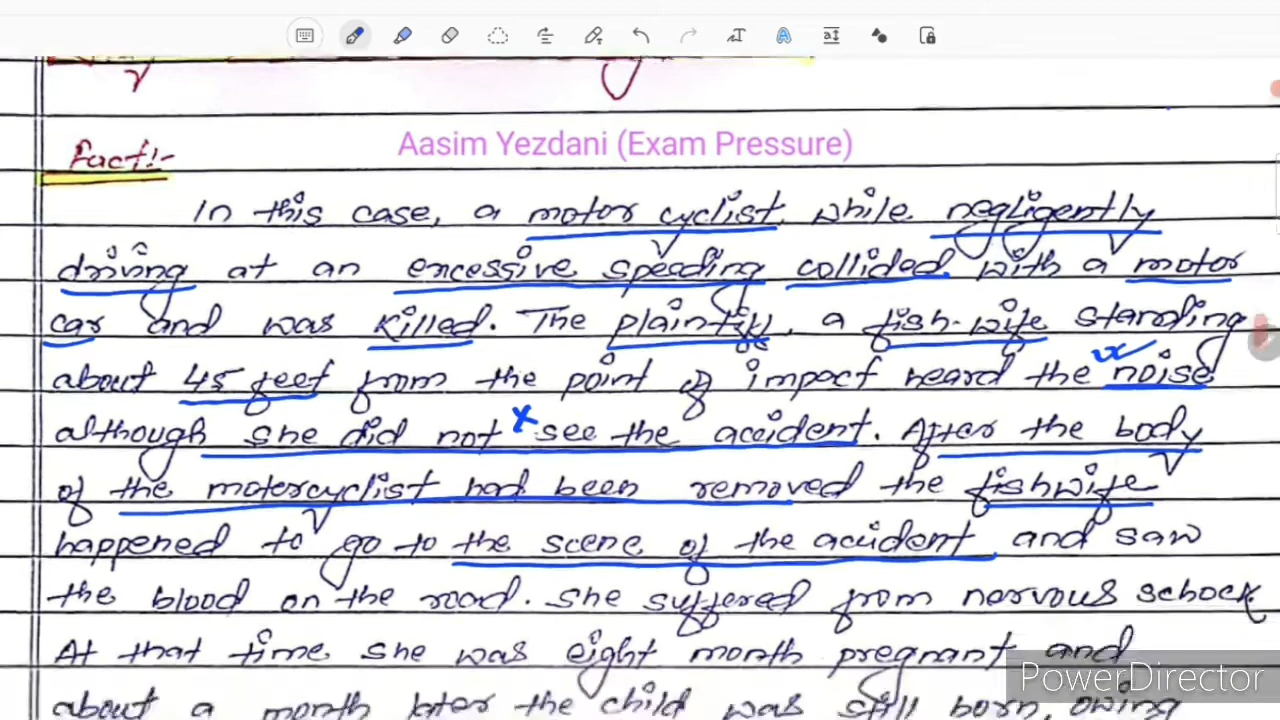 Aasim Yezdani (Exam Pressure)
Fact:-
In this case, a motor cyclist while negligently
driving at an excessive speeding collided with a motor
car and was killed. The plaintiff, a fish-wife standing
about 45 feet from the point of impact heard the noise
although she did not see the accident. After the body
of the motercyclist had been removed the fishwife
happened to go to the scene of the accident and saw
the blood on the road. She suffered from nervous schock
At that time she was eight month pregnant and
about a month later the child was still born, owing
PowerDirector